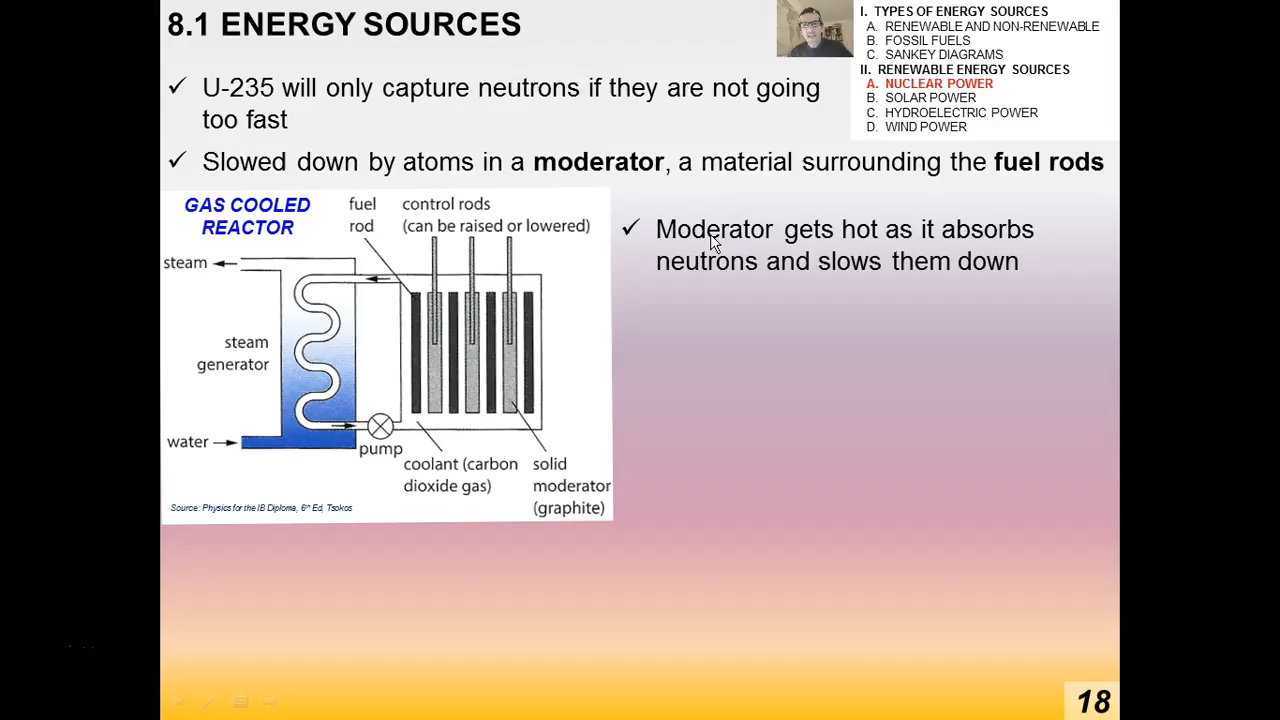 8.1 ENERGY SOURCES
I. TYPES OF ENERGY SOURCES
A. RENEWABLE AND NON-RENEWABLE
B. FOSSIL FUELS
C. SANKEY DIAGRAMS
II. RENEWABLE ENERGY SOURCES
A. NUCLEAR POWER
B. SOLAR POWER
C. HYDROELECTRIC POWER
D. WIND POWER
✓ U-235 will only capture neutrons if they are not going
too fast
✓ Slowed down by atoms in a moderator, a material surrounding the fuel rods
GAS COOLED
REACTOR
fuel
rod
control rods
(can be raised or lowered)
steam
steam
generator
water
pump
coolant (carbon
dioxide gas)
solid
moderator
(graphite)
Source: Physics for the IB Diploma, 6th Ed, Tsokos
✓ Moderator gets hot as it absorbs
neutrons and slows them down
18